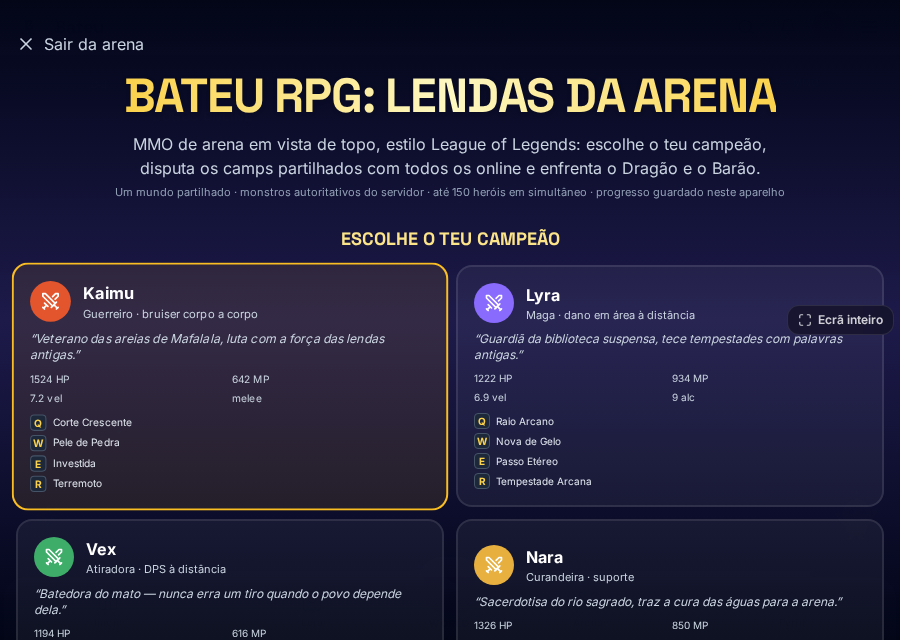 Sair da arena
BATEU RPG: LENDAS DA ARENA
MMO de arena em vista de topo, estilo League of Legends: escolhe o teu campeão,
disputa os camps partilhados com todos os online e enfrenta o Dragão e o Barão.
Um mundo partilhado · monstros autoritativos do servidor · até 150 heróis em simultâneo · progresso guardado neste aparelho
ESCOLHE O TEU CAMPEÃO
Kaimu
Guerreiro · bruiser corpo a corpo
“Veterano das areias de Mafalala, luta com a força das lendas
antigas.”
1524 HP
642 MP
7.2 vel
melee
Q Corte Crescente
W Pele de Pedra
E Investida
R Terremoto
Lyra
Maga · dano em área à distância
Ecrã inteiro
“Guardiã da biblioteca suspensa, tece tempestades com palavras
antigas.”
1222 HP
934 MP
6.9 vel
9 alc
Q Raio Arcano
W Nova de Gelo
E Passo Etéreo
R Tempestade Arcana
Vex
Atiradora · DPS à distância
“Batedora do mato — nunca erra um tiro quando o povo depende
dela.”
1194 HP
616 MP
Nara
Curandeira · suporte
“Sacerdotisa do rio sagrado, traz a cura das águas para a arena.”
1326 HP
850 MP